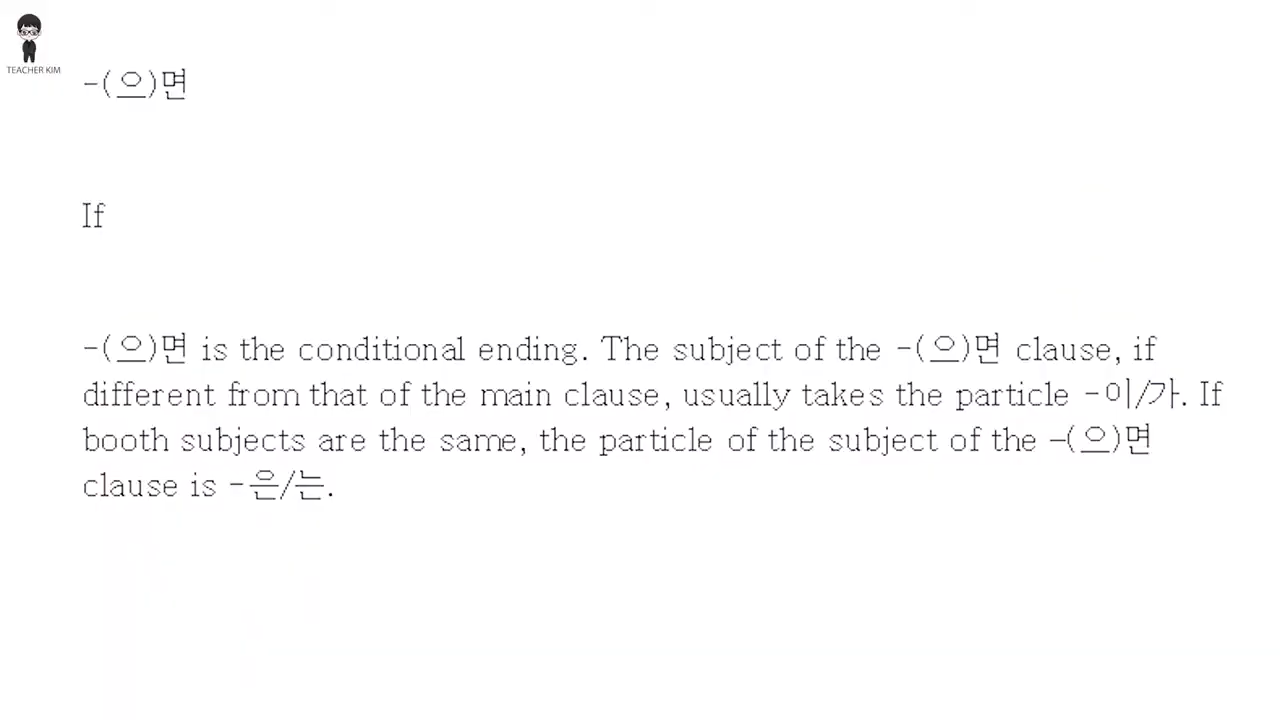 TEACHER KIM
-(으)면
If
-(으)면 is the conditional ending. The subject of the -(으)면 clause, if
different from that of the main clause, usually takes the particle -이/가. If
booth subjects are the same, the particle of the subject of the -(으)면
clause is -은/는.